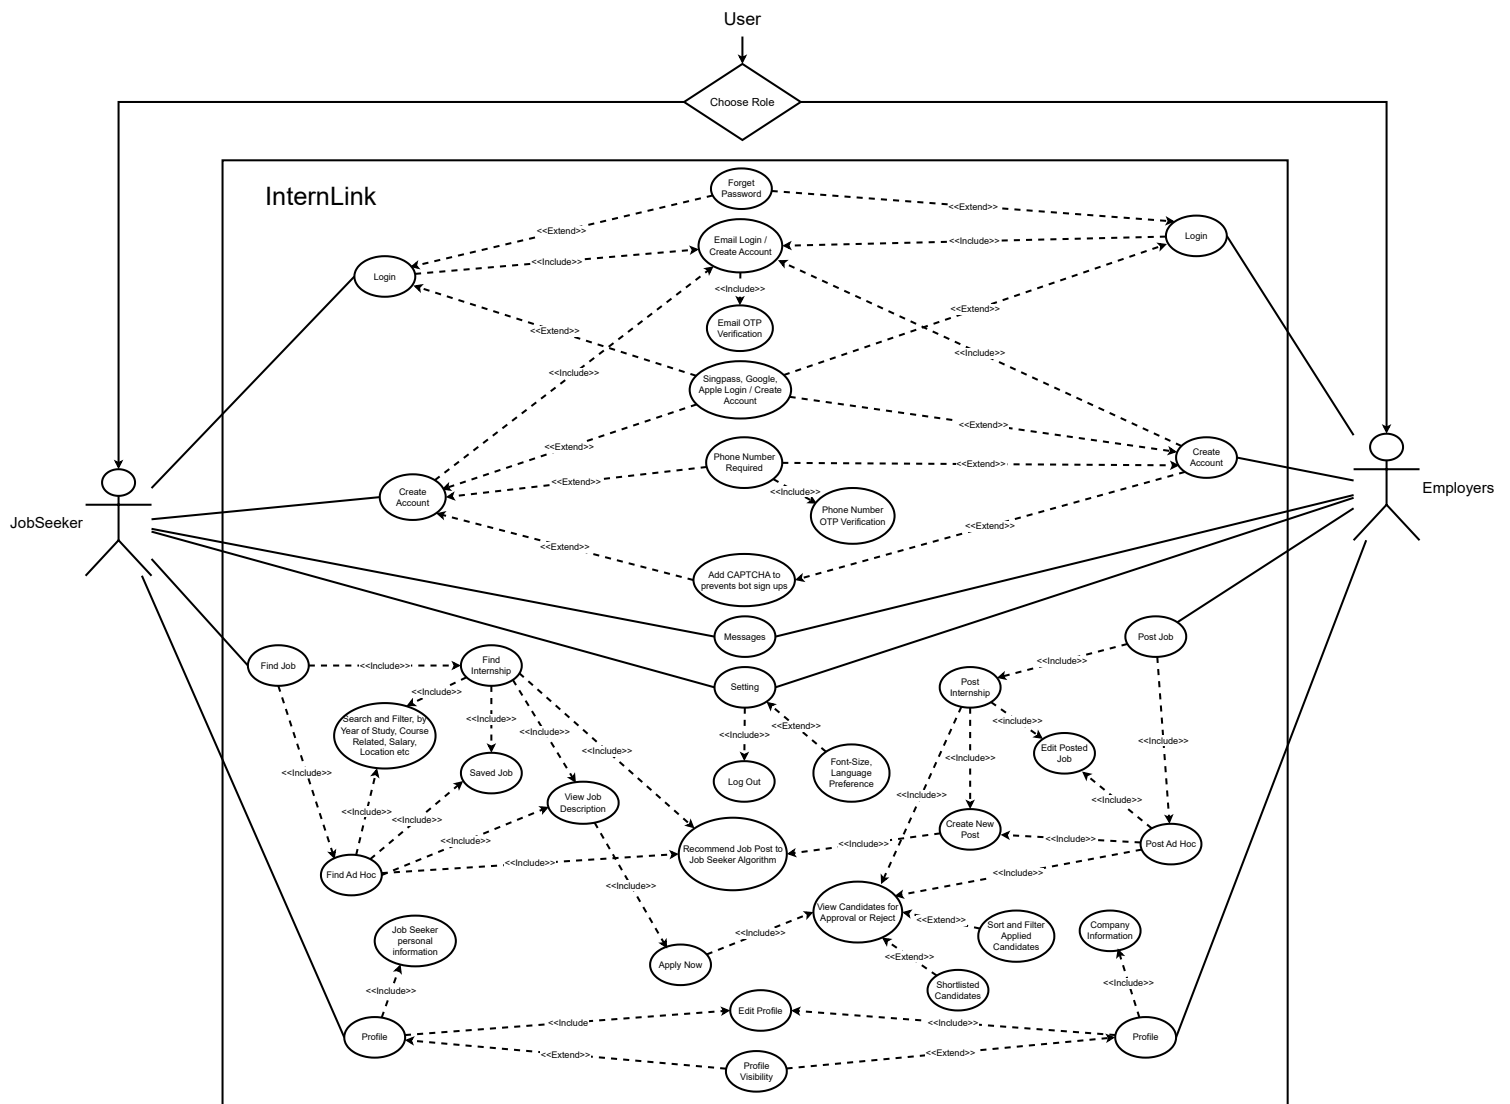 User
Choose Role
InternLink
Forget
Password
<<Extend>>
<<Extend>>
Login
Email Login /
Create Account
<<Include>>
<<Include>>
Login
<<Include>>
Email OTP
Verification
<<Extend>>
<<Extend>>
<<Include>>
<<Include>>
Singpass, Google,
Apple Login / Create
Account
<<Extend>>
<<Extend>>
Phone Number
Required
<<Extend>>
<<Extend>>
<<Include>>
Create
Account
Create
Account
Phone Number
OTP Verification
JobSeeker
Employers
<<Extend>>
<<Extend>>
Add CAPTCHA to
prevents bot sign ups
Messages
Post Job
Find Job
<<Include>>
Find
Internship
<<Include>>
Setting
Post
Internship
<<Include>>
<<Include>>
<<Include>>
<<Include>>
<<Include>>
<<Extend>>
<<include>>
<<Include>>
Search and Filter, by
Year of Study, Course
Related, Salary,
Location etc
Edit Posted
Job
<<Include>>
<<Include>>
Saved Job
Log Out
Font-Size,
Language
Preference
<<Include>>
<<Include>>
<<Include>>
View Job
Description
<<Include>>
<<Include>>
Create New
Post
<<Include>>
<<Include>>
Post Ad Hoc
<<Include>>
Recommend Job Post to
Job Seeker Algorithm
<<Include>>
<<Include>>
Find Ad Hoc
<<Include>>
<<Include>>
View Candidates for
Approval or Reject
<<Extend>>
Sort and Filter
Applied
Candidates
Company
Information
Job Seeker
personal
information
<<Include>>
Apply Now
<<Extend>>
Shortlisted
Candidates
<<Include>>
<<Include>>
Edit Profile
<<Include
<<Include>>
Profile
Profile
<<Extend>>
<<Extend>>
Profile
Visibility